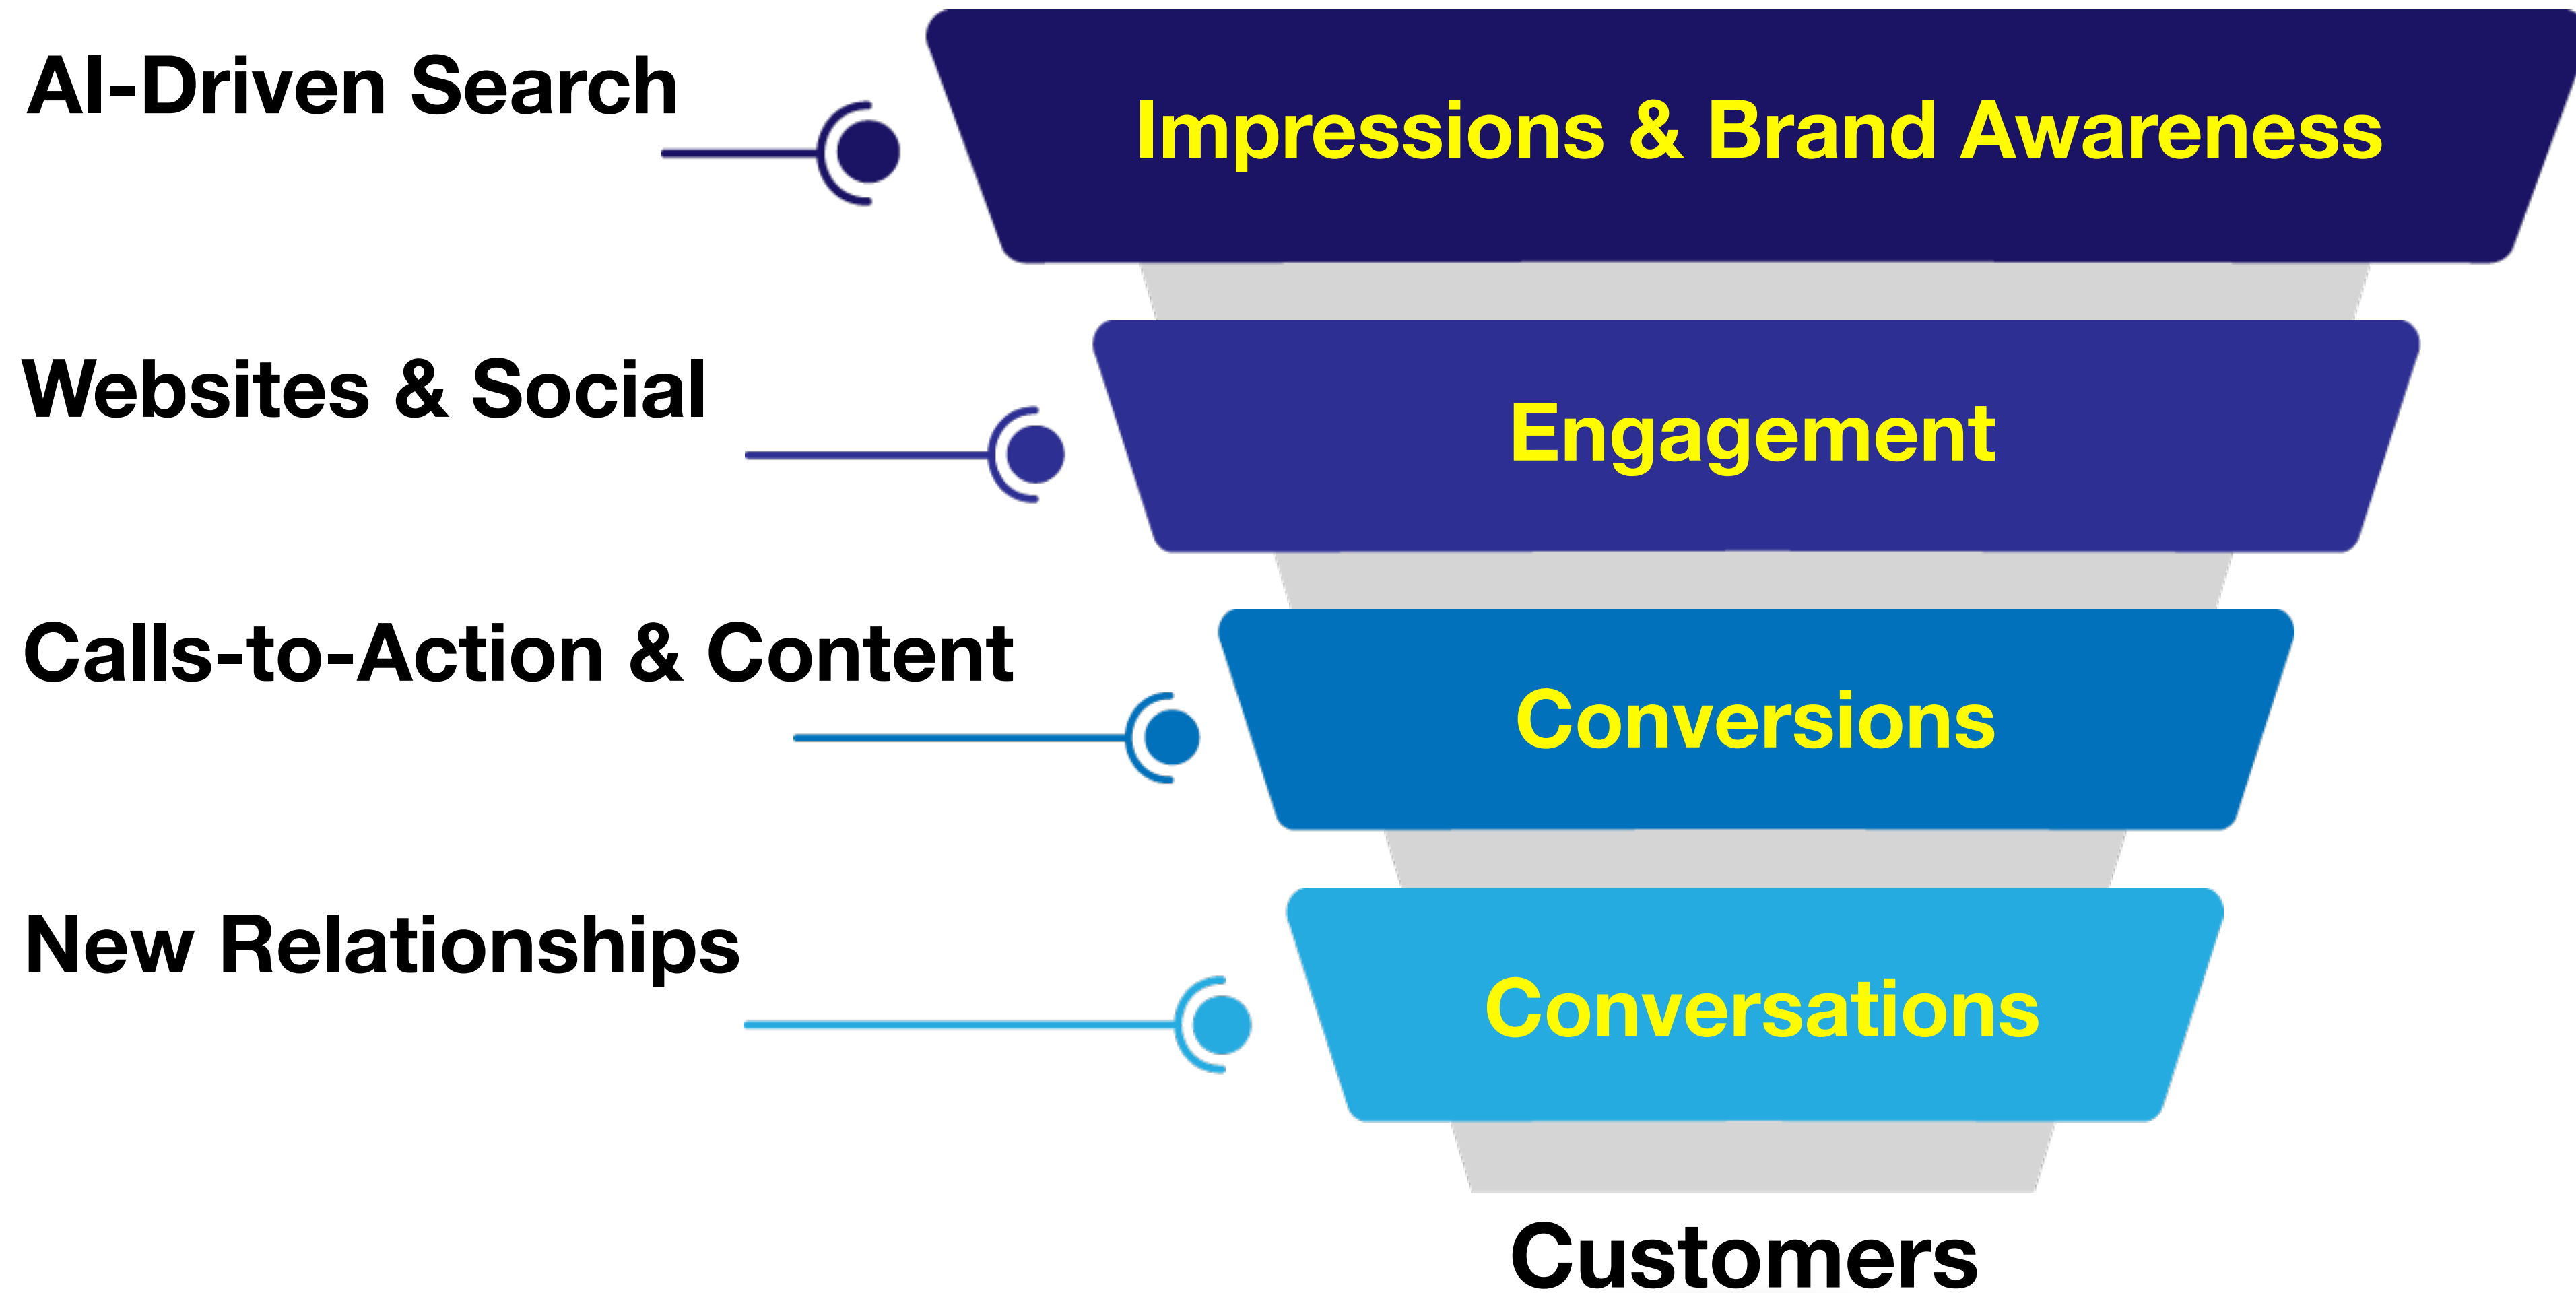 AI-Driven Search
Impressions & Brand Awareness
Websites & Social
Engagement
Calls-to-Action & Content
Conversions
New Relationships
Conversations
Customers